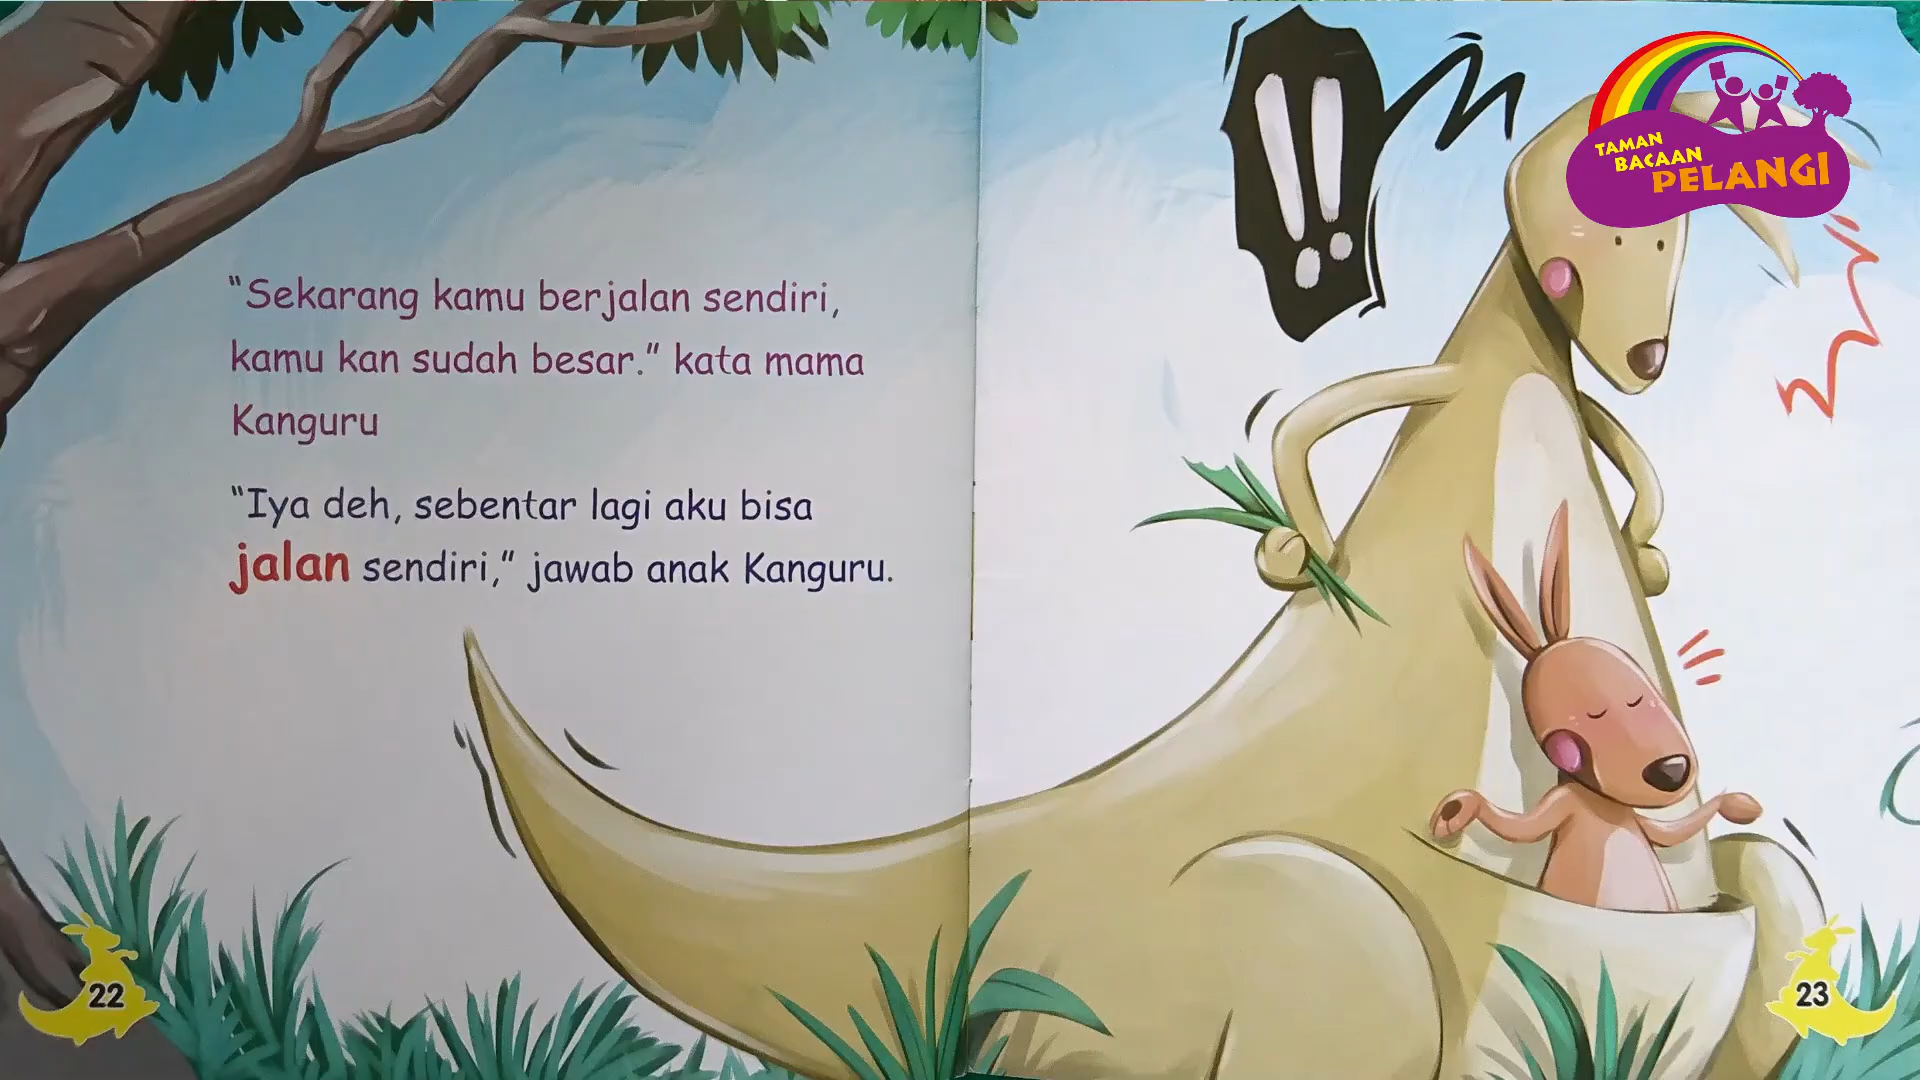 "Sekarang kamu berjalan sendiri,
kamu kan sudah besar." kata mama
Kanguru
"Iya deh, sebentar lagi aku bisa
jalan sendiri," jawab anak Kanguru.
22
!!
TAMAN
BACAAN
PELANGI
23